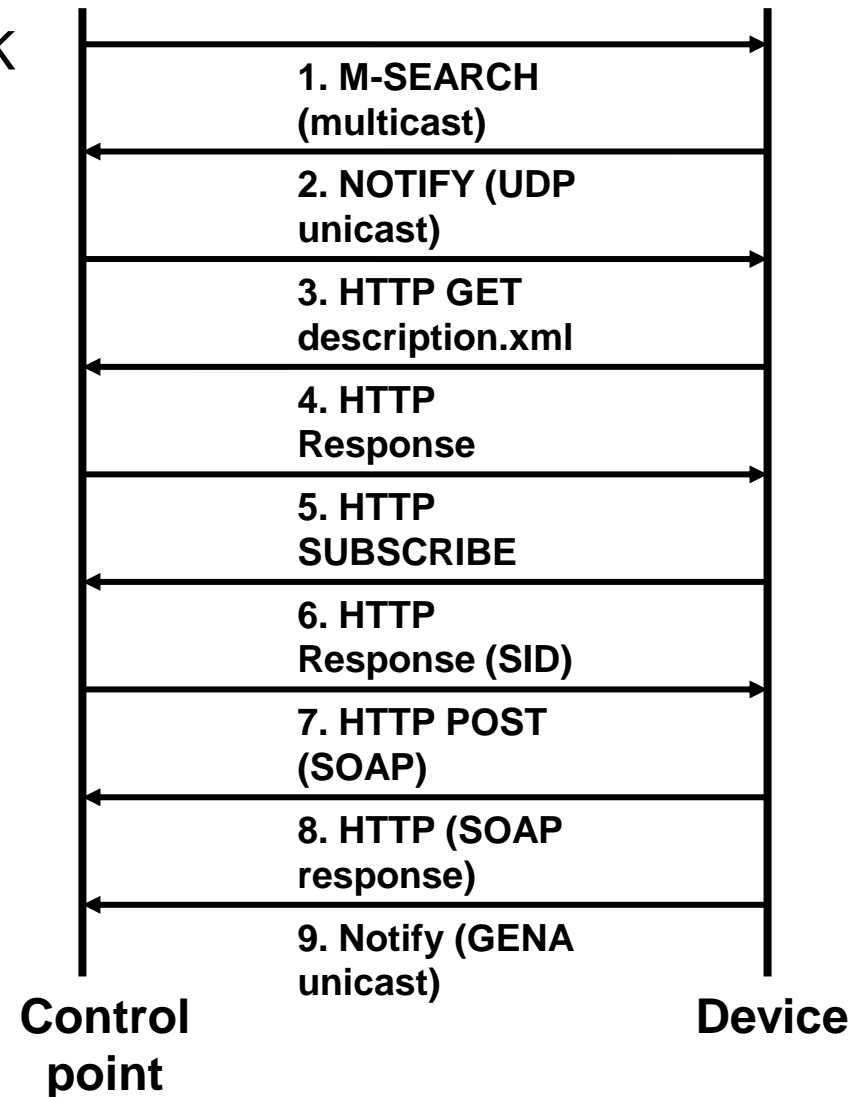 K
1. M-SEARCH
(multicast)
2. NOTIFY (UDP
unicast)
3. HTTP GET
description.xml
4. HTTP
Response
5. HTTP
SUBSCRIBE
6. HTTP
Response (SID)
7. HTTP POST
(SOAP)
8. HTTP (SOAP
response)
9. Notify (GENA
unicast)
Control
point
Device